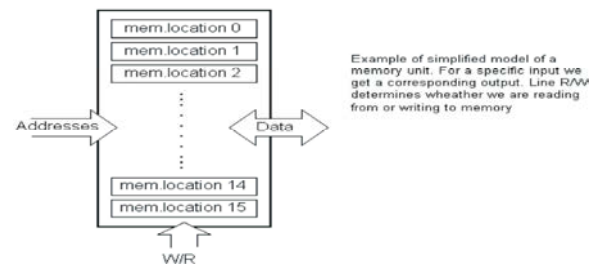 mem.location 0
mem.location 1
mem.location 2
Addresses
Data
mem.location 14
mem.location 15
W/R
Example of simplified model of a
memory unit. For a specific input we
get a corresponding output. Line R/W
determines wheather we are reading
from or writing to memory